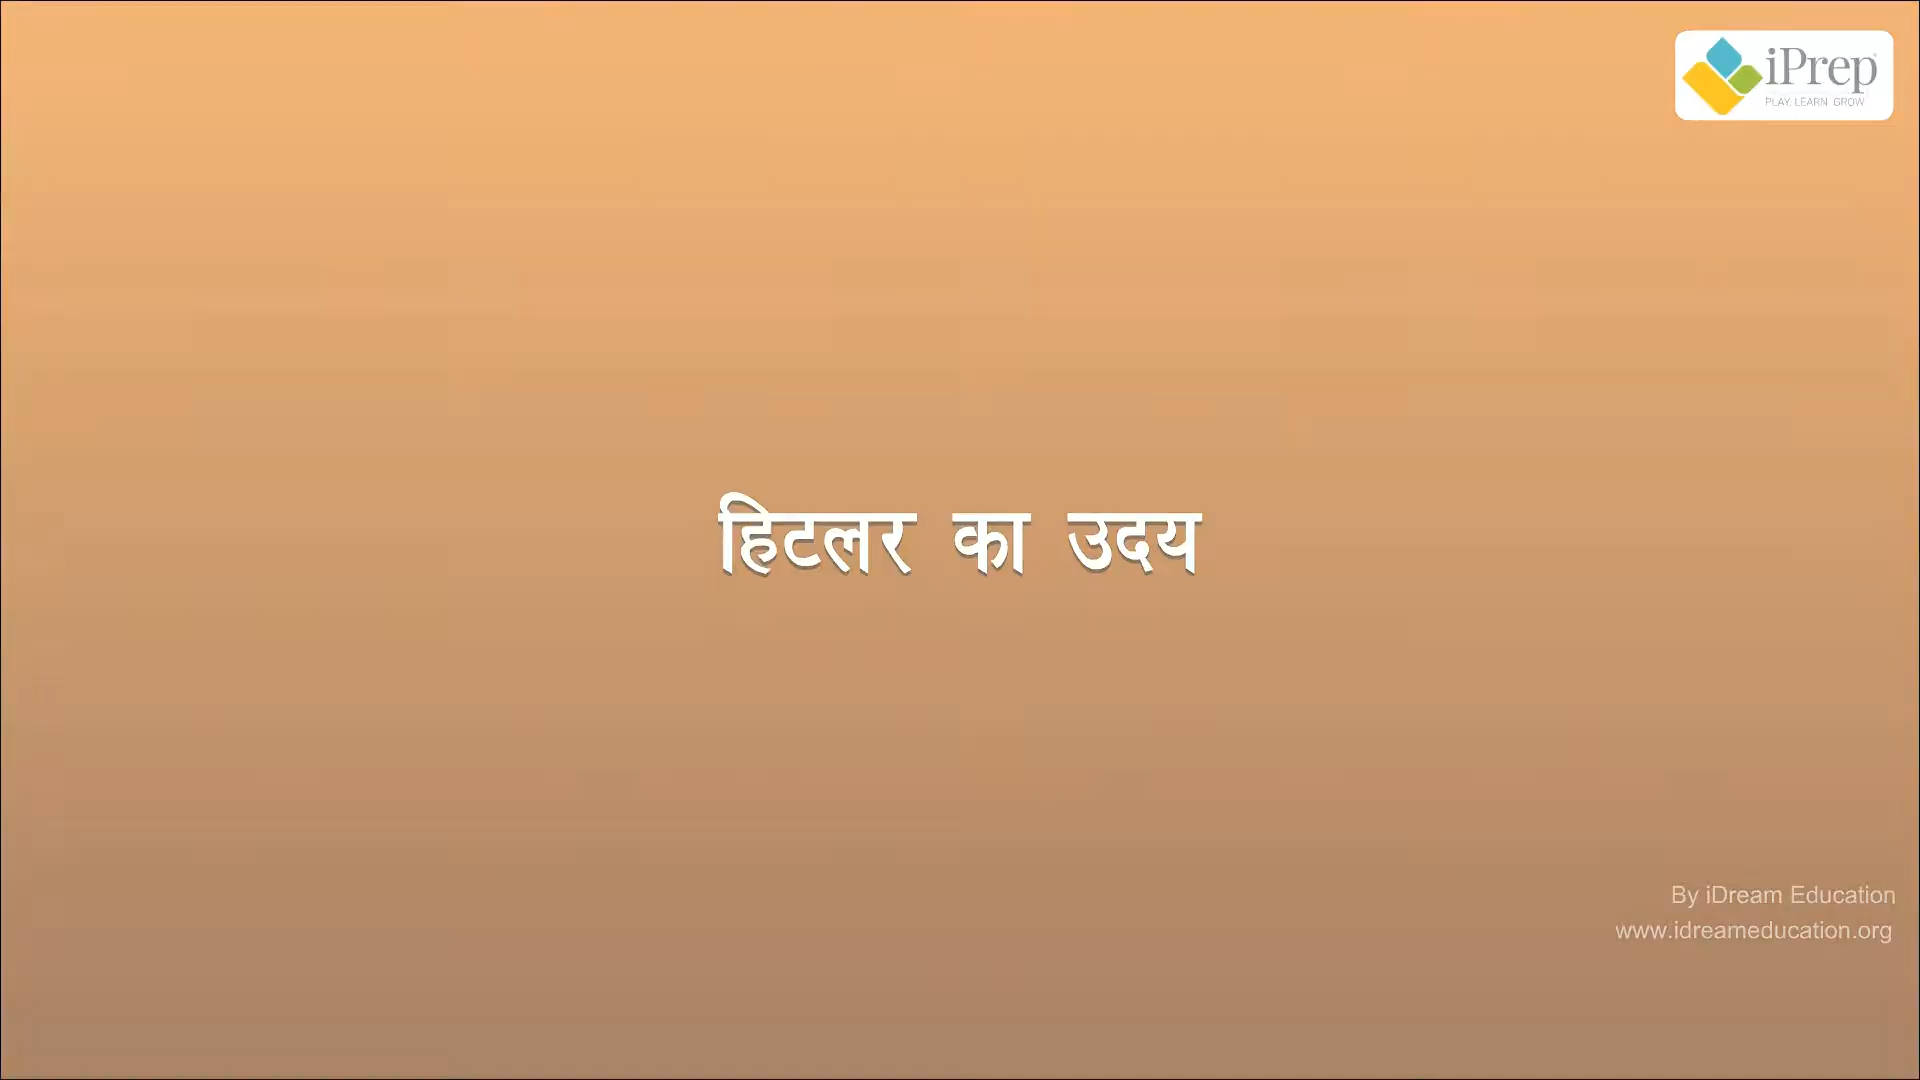 iPrep
PLAY. LEARN GROW
हिटलर का उदय
By iDream Education
www.idreameducation.org